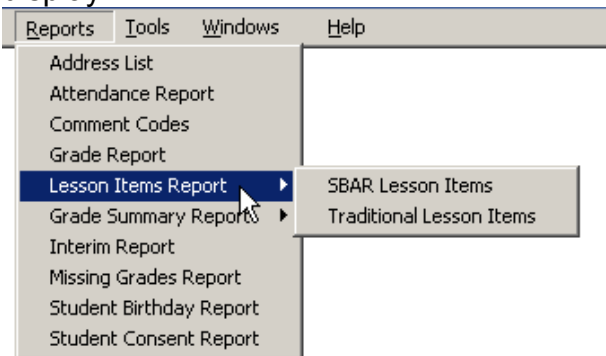 Reports Tools Windows Help
Address List
Attendance Report
Comment Codes
Grade Report
Lesson Items Report
SBAR Lesson Items
Traditional Lesson Items
Grade Summary Reports
Interim Report
Missing Grades Report
Student Birthday Report
Student Consent Report